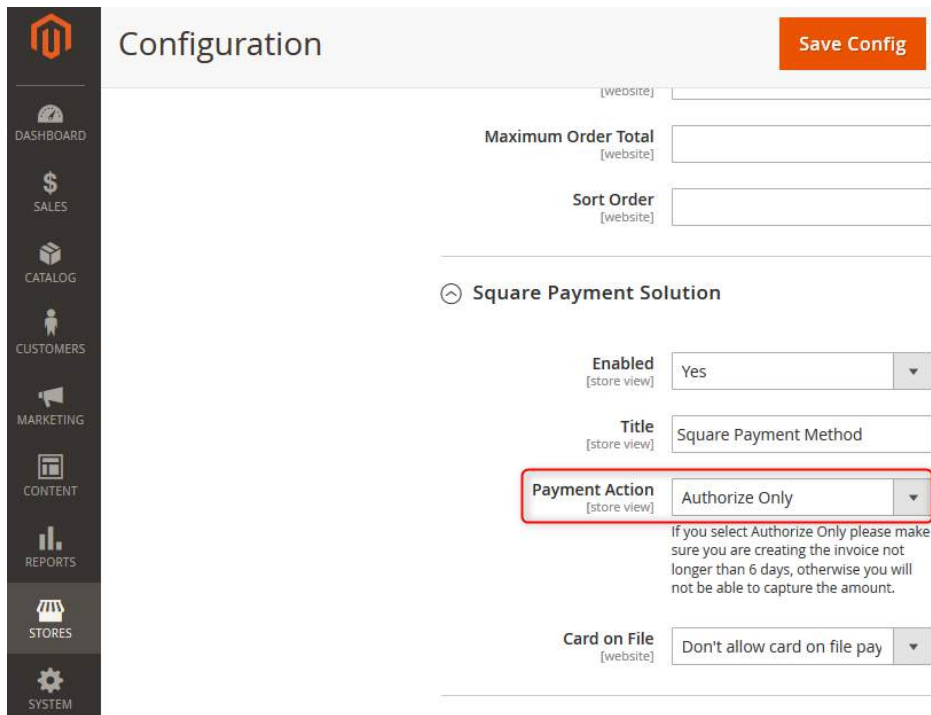 Configuration
Save Config
DASHBOARD
SALES
CATALOG
CUSTOMERS
MARKETING
CONTENT
REPORTS
STORES
SYSTEM
[website]
Maximum Order Total
[website]
Sort Order
[website]
Square Payment Solution
Enabled
[store view]
Yes
Title
[store view]
Square Payment Method
Payment Action
[store view]
Authorize Only
If you select Authorize Only please make
sure you are creating the invoice not
longer than 6 days, otherwise you will
not be able to capture the amount.
Card on File
[website]
Don't allow card on file pay